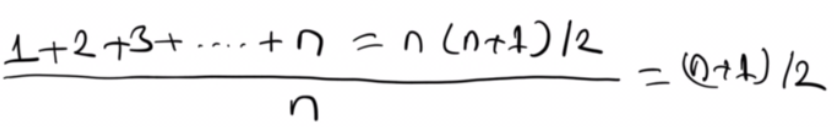 1+2+3+.....+n = n(n+1)/2
n
= (n+1)/2